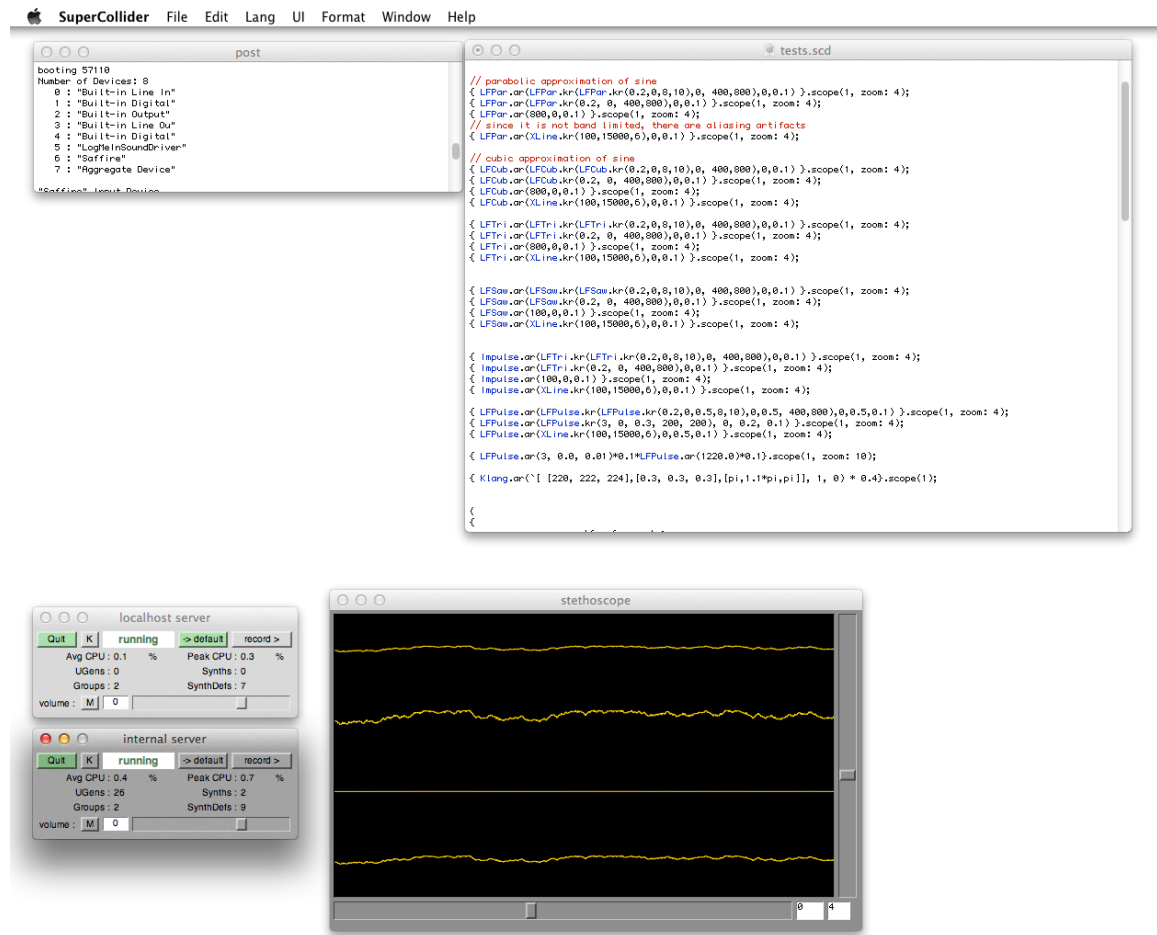 SuperCollider File Edit Lang UI Format Window Help
post
booting 57110
Number of Devices: 8
0 : "Built-in Line In"
1 : "Built-in Digital"
2 : "Built-in Output"
3 : "Built-in Line Ou"
4 : "Built-in Digital"
5 : "LogMeInSoundDriver"
6 : "Saffire"
7 : "Aggregate Device"
"Saffire" Input Device
tests.scd
// parabolic approximation of sine
{ LFPar.ar(LFPar.kr(LFPar.kr(0.2,0,8,10),0, 400,800),0,0.1) }.scope(1, zoom: 4);
{ LFPar.ar(LFPar.kr(0.2, 0, 400,800),0,0.1) }.scope(1, zoom: 4);
{ LFPar.ar(800,0,0.1) }.scope(1, zoom: 4);
// since it is not band limited, there are aliasing artifacts
{ LFPar.ar(XLine.kr(100,15000,6),0,0.1) }.scope(1, zoom: 4);
// cubic approximation of sine
{ LFCub.ar(LFCub.kr(LFCub.kr(0.2,0,8,10),0, 400,800),0,0.1) }.scope(1, zoom: 4);
{ LFCub.ar(LFCub.kr(0.2, 0, 400,800),0,0.1) }.scope(1, zoom: 4);
{ LFCub.ar(800,0,0.1) }.scope(1, zoom: 4);
{ LFCub.ar(XLine.kr(100,15000,6),0,0.1) }.scope(1, zoom: 4);
{ LFTri.ar(LFTri.kr(LFTri.kr(0.2,0,8,10),0, 400,800),0,0.1) }.scope(1, zoom: 4);
{ LFTri.ar(LFTri.kr(0.2, 0, 400,800),0,0.1) }.scope(1, zoom: 4);
{ LFTri.ar(800,0,0.1) }.scope(1, zoom: 4);
{ LFTri.ar(XLine.kr(100,15000,6),0,0.1) }.scope(1, zoom: 4);
{ LFSaw.ar(LFSaw.kr(LFSaw.kr(0.2,0,8,10),0, 400,800),0,0.1) }.scope(1, zoom: 4);
{ LFSaw.ar(LFSaw.kr(0.2, 0, 400,800),0,0.1) }.scope(1, zoom: 4);
{ LFSaw.ar(100,0,0.1) }.scope(1, zoom: 4);
{ LFSaw.ar(XLine.kr(100,15000,6),0,0.1) }.scope(1, zoom: 4);
{ Impulse.ar(LFTri.kr(LFTri.kr(0.2,0,8,10),0, 400,800),0,0.1) }.scope(1, zoom: 4);
{ Impulse.ar(LFTri.kr(0.2, 0, 400,800),0,0.1) }.scope(1, zoom: 4);
{ Impulse.ar(100,0,0.1) }.scope(1, zoom: 4);
{ Impulse.ar(XLine.kr(100,15000,6),0,0.1) }.scope(1, zoom: 4);
{ LFPulse.ar(LFPulse.kr(LFPulse.kr(0.2,0,0.5,8,10),0,0.5, 400,800),0,0.5,0.1) }.scope(1, zoom: 4);
{ LFPulse.ar(LFPulse.kr(3, 0, 0.3, 200, 200), 0, 0.2, 0.1) }.scope(1, zoom: 4);
{ LFPulse.ar(XLine.kr(100,15000,6),0,0.5,0.1) }.scope(1, zoom: 4);
{ LFPulse.ar(3, 0.0, 0.01)*0.1*LFPulse.ar(1220.0)*0.1}.scope(1, zoom: 10);
{ Klang.ar(`[ [220, 222, 224],[0.3, 0.3, 0.3],[pi,1.1*pi,pi]], 1, 0) * 0.4}.scope(1);
(
{
localhost server
Quit K running -> default record >
Avg CPU : 0.1 % Peak CPU : 0.3 %
UGens : 0 Synths : 0
Groups : 2 SynthDefs : 7
volume : M 0
internal server
Quit K running -> default record >
Avg CPU : 0.4 % Peak CPU : 0.7 %
UGens : 26 Synths : 2
Groups : 2 SynthDefs : 9
volume : M 0
stethoscope
0 4